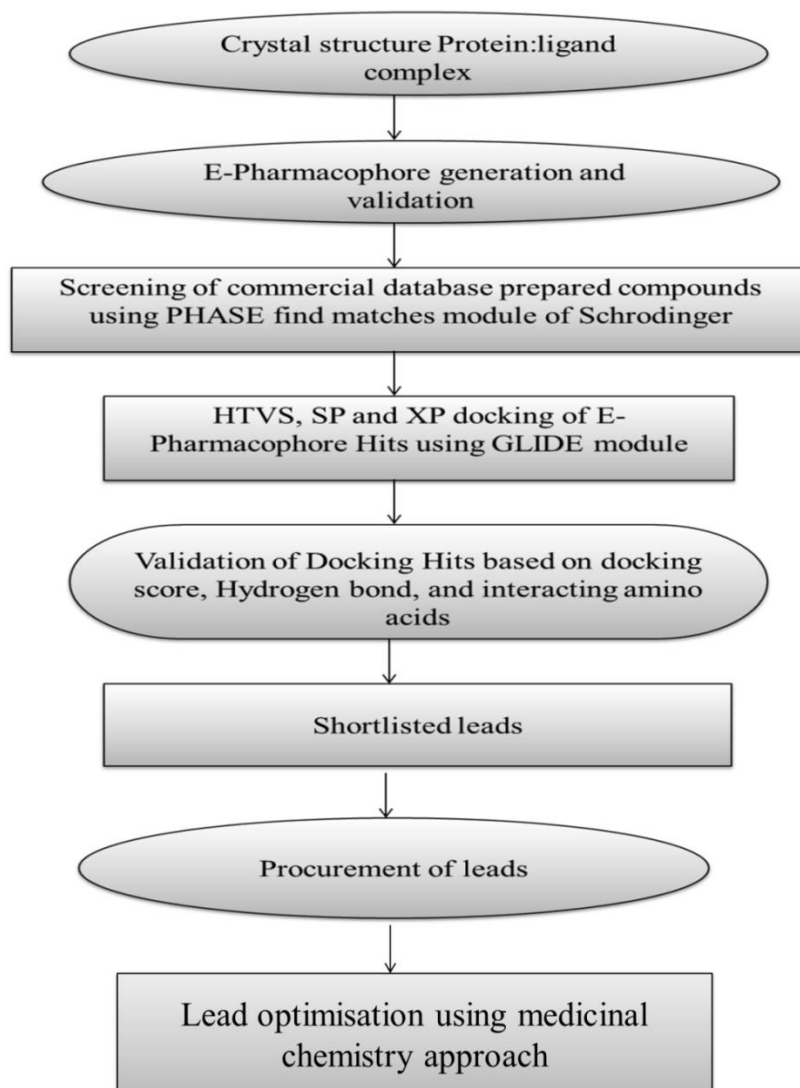 Crystal structure Protein:ligand
complex
E-Pharmacophore generation and
validation
Screening of commercial database prepared compounds
using PHASE find matches module of Schrodinger
HTVS, SP and XP docking of E-
Pharmacophore Hits using GLIDE module
Validation of Docking Hits based on docking
score, Hydrogen bond, and interacting amino
acids
Shortlisted leads
Procurement of leads
Lead optimisation using medicinal
chemistry approach